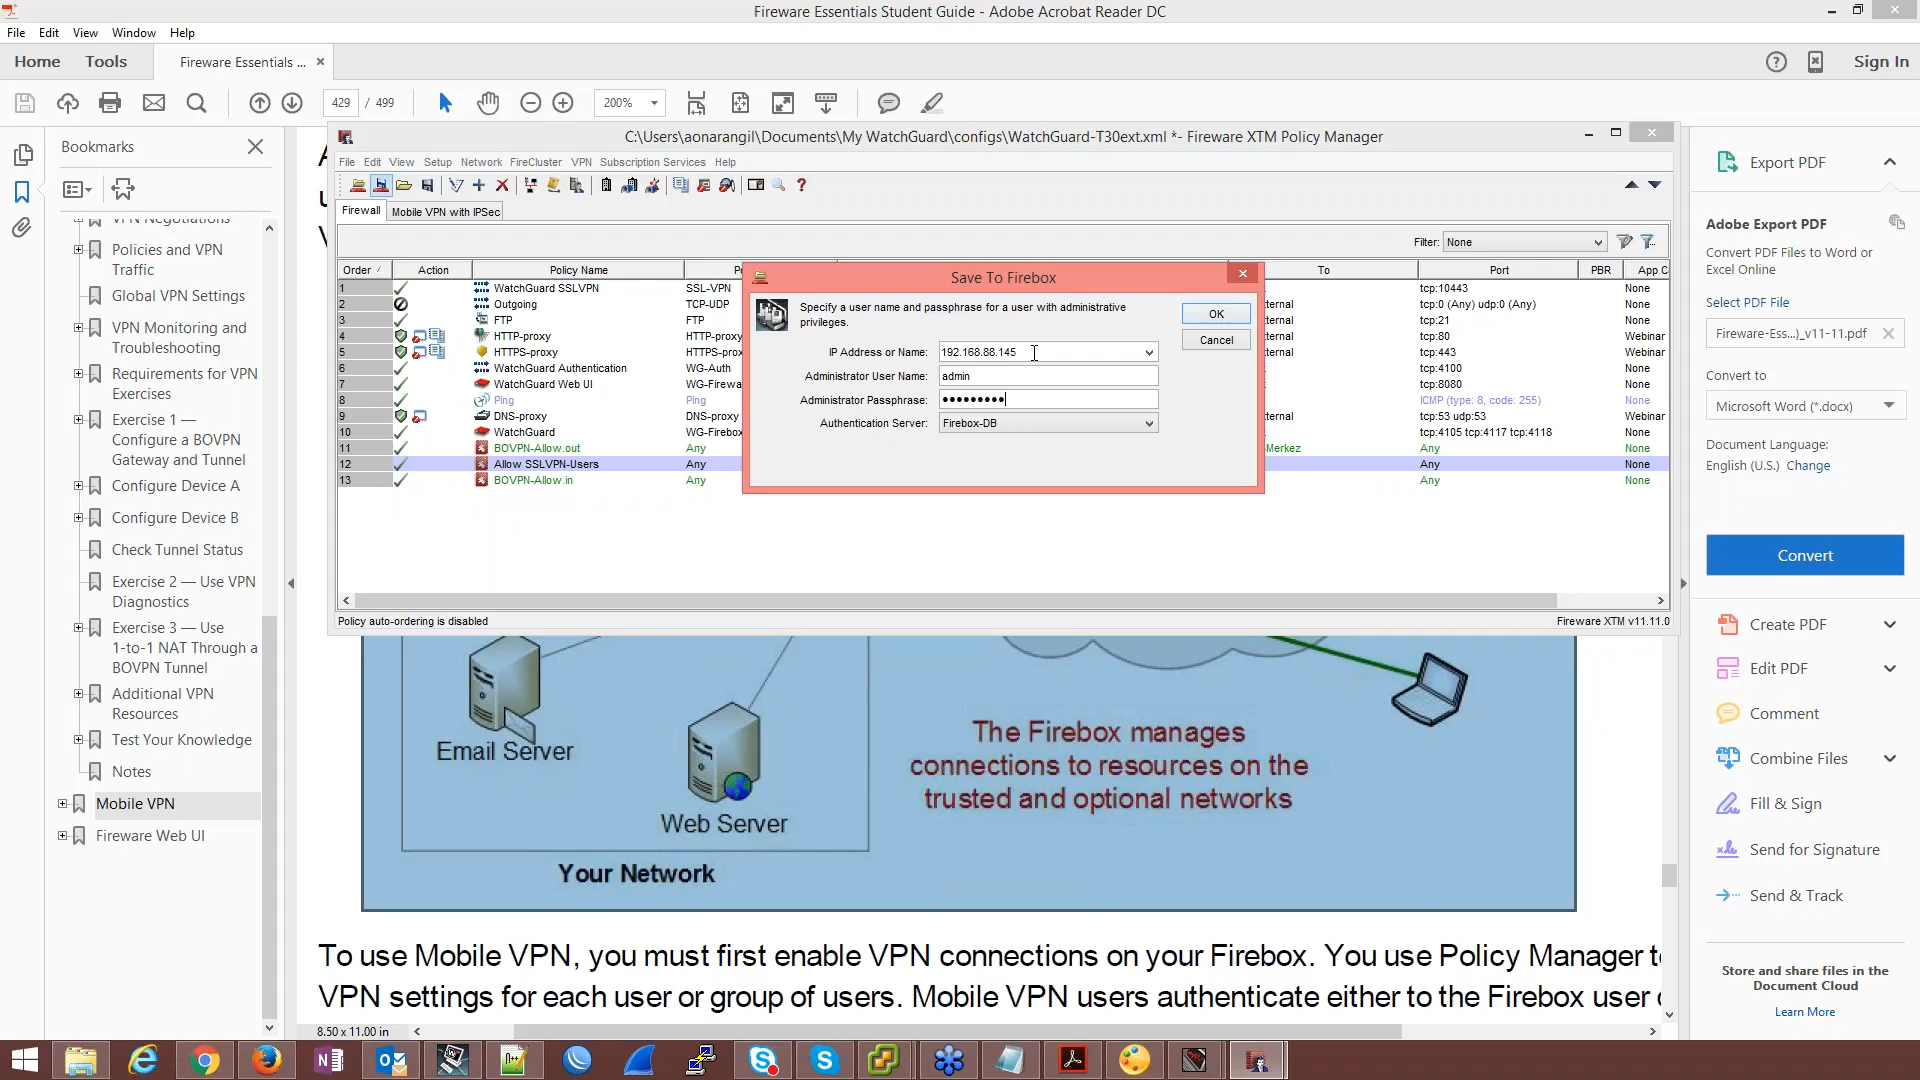 Fireware Essentials Student Guide - Adobe Acrobat Reader DC
File Edit View Window Help
Home Tools Fireware Essentials ... × Sign In
429 / 499 200%
Bookmarks
VPN Negotiations
Policies and VPN
Traffic
Global VPN Settings
VPN Monitoring and
Troubleshooting
Requirements for VPN
Exercises
Exercise 1 —
Configure a BOVPN
Gateway and Tunnel
Configure Device A
Configure Device B
Check Tunnel Status
Exercise 2 — Use VPN
Diagnostics
Exercise 3 — Use
1-to-1 NAT Through a
BOVPN Tunnel
Additional VPN
Resources
Test Your Knowledge
Notes
Mobile VPN
Fireware Web UI
C:\Users\aonarangil\Documents\My WatchGuard\configs\WatchGuard-T30ext.xml *- Fireware XTM Policy Manager
File Edit View Setup Network FireCluster VPN Subscription Services Help
Firewall Mobile VPN with IPSec
Filter: None
Order Action Policy Name To Port PBR App C
1 WatchGuard SSLVPN SSL-VPN tcp:10443 None
2 Outgoing TCP-UDP ternal tcp:0 (Any) udp:0 (Any) None
3 FTP FTP ternal tcp:21 None
4 HTTP-proxy HTTP-prox ternal tcp:80 Webinar
5 HTTPS-proxy HTTPS-prox ternal tcp:443 Webinar
6 WatchGuard Authentication WG-Auth tcp:4100 None
7 WatchGuard Web UI WG-Firewa tcp:8080 None
8 Ping Ping ICMP (type: 8, code: 255) None
9 DNS-proxy DNS-proxy ternal tcp:53 udp:53 Webinar
10 WatchGuard WG-Firebox tcp:4105 tcp:4117 tcp:4118 None
11 BOVPN-Allow.out Any -Merkez Any None
12 Allow SSLVPN-Users Any Any None
13 BOVPN-Allow.in Any Any None
Policy auto-ordering is disabled Fireware XTM v11.11.0
Save To Firebox
Specify a user name and passphrase for a user with administrative
privileges.
OK
Cancel
IP Address or Name: 192.168.88.145
Administrator User Name: admin
Administrator Passphrase: •••••••••
Authentication Server: Firebox-DB
Email Server
Web Server
Your Network
The Firebox manages
connections to resources on the
trusted and optional networks
To use Mobile VPN, you must first enable VPN connections on your Firebox. You use Policy Manager t
VPN settings for each user or group of users. Mobile VPN users authenticate either to the Firebox user
8.50 x 11.00 in
Export PDF
Adobe Export PDF
Convert PDF Files to Word or
Excel Online
Select PDF File
Fireware-Ess...)_v11-11.pdf
Convert to
Microsoft Word (*.docx)
Document Language:
English (U.S.) Change
Convert
Create PDF
Edit PDF
Comment
Combine Files
Fill & Sign
Send for Signature
Send & Track
Store and share files in the
Document Cloud
Learn More